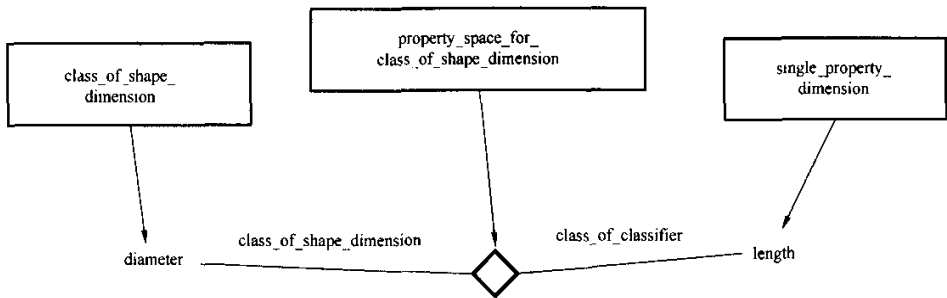 property_space_for_
class_of_shape_dimension
class_of_shape_
dimension
single_property_
dimension
class_of_shape_dimension
class_of_classifier
diameter
length